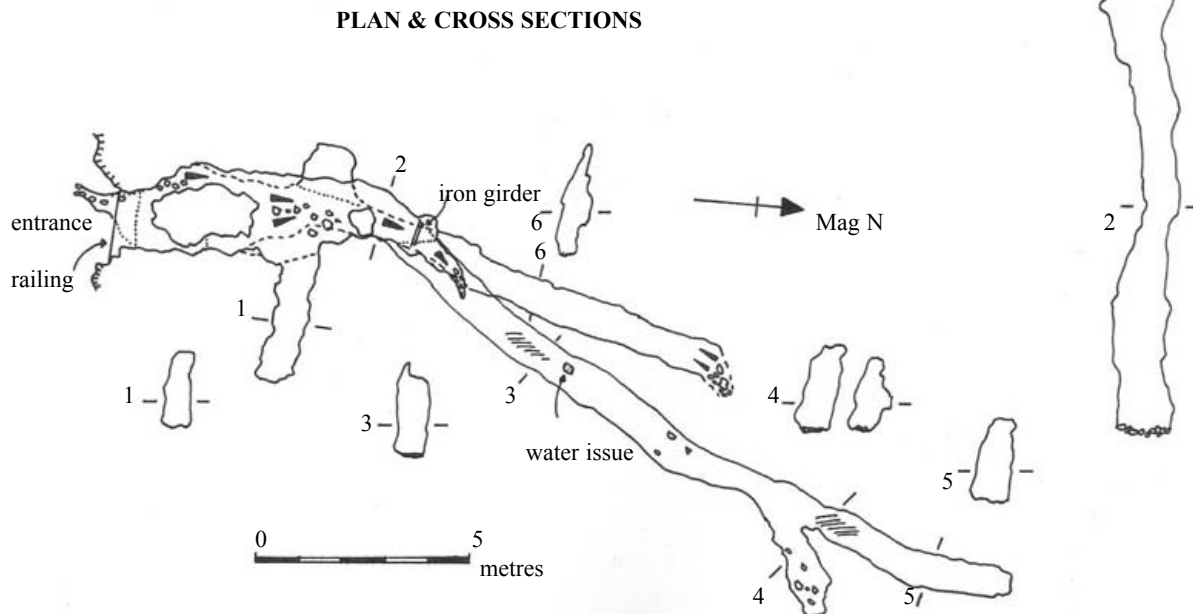 PLAN & CROSS SECTIONS
2
iron girder
entrance
6
6
Mag N
2
railing
1
1
3
3
water issue
4
5
0 5
metres
4
5